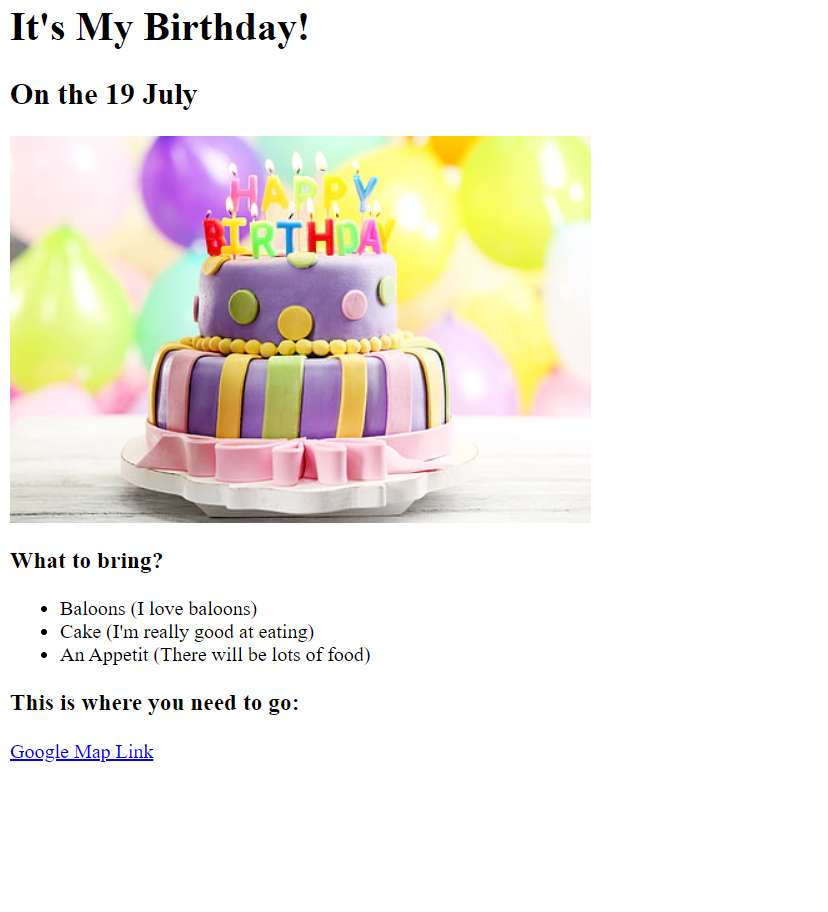 It's My Birthday!
On the 19 July
HAPPY
BIRTHDAY
What to bring?
Baloons (I love baloons)
Cake (I'm really good at eating)
An Appetit (There will be lots of food)
This is where you need to go:
Google Map Link